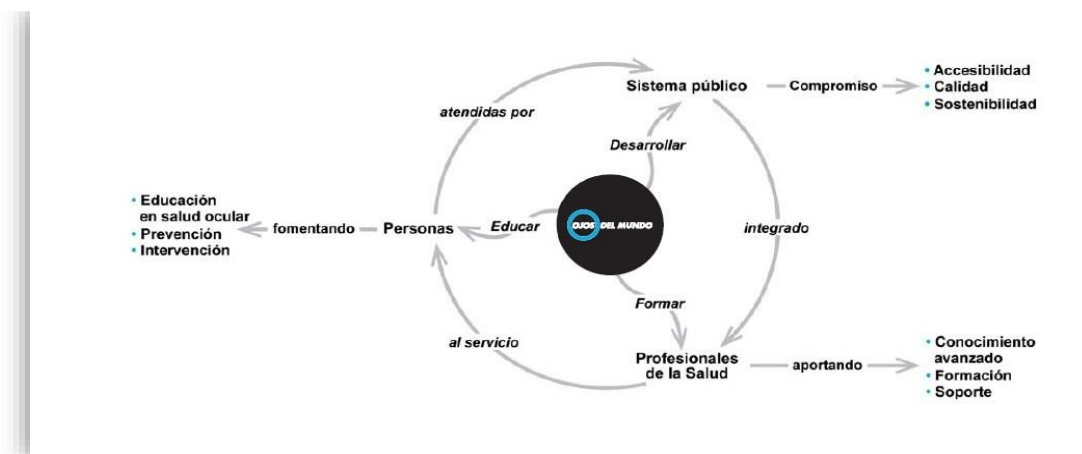 Sistema público
Compromiso
• Accesibilidad
• Calidad
• Sostenibilidad
atendidas por
Desarrollar
• Educación
en salud ocular
• Prevención
• Intervención
fomentando
Personas
Educar
OJOS DEL MUNDO
integrado
Formar
al servicio
Profesionales
de la Salud
aportando
• Conocimiento
avanzado
• Formación
• Soporte